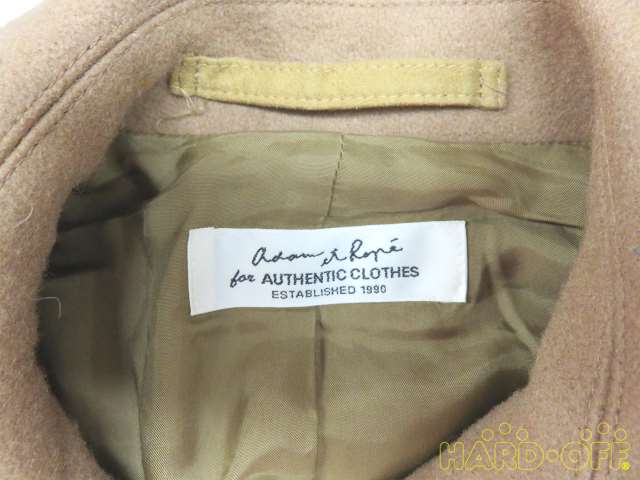 Adam et Ropé
for AUTHENTIC CLOTHES
ESTABLISHED 1990
HARD·OFF